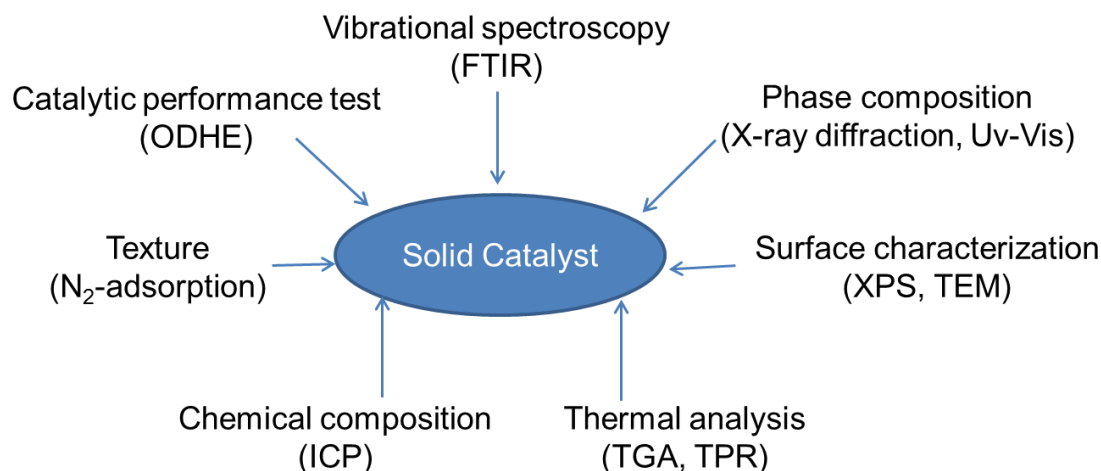 Vibrational spectroscopy
(FTIR)
Catalytic performance test
(ODHE)
Phase composition
(X-ray diffraction, Uv-Vis)
Texture
(N₂-adsorption)
Solid Catalyst
Surface characterization
(XPS, TEM)
Chemical composition
(ICP)
Thermal analysis
(TGA, TPR)